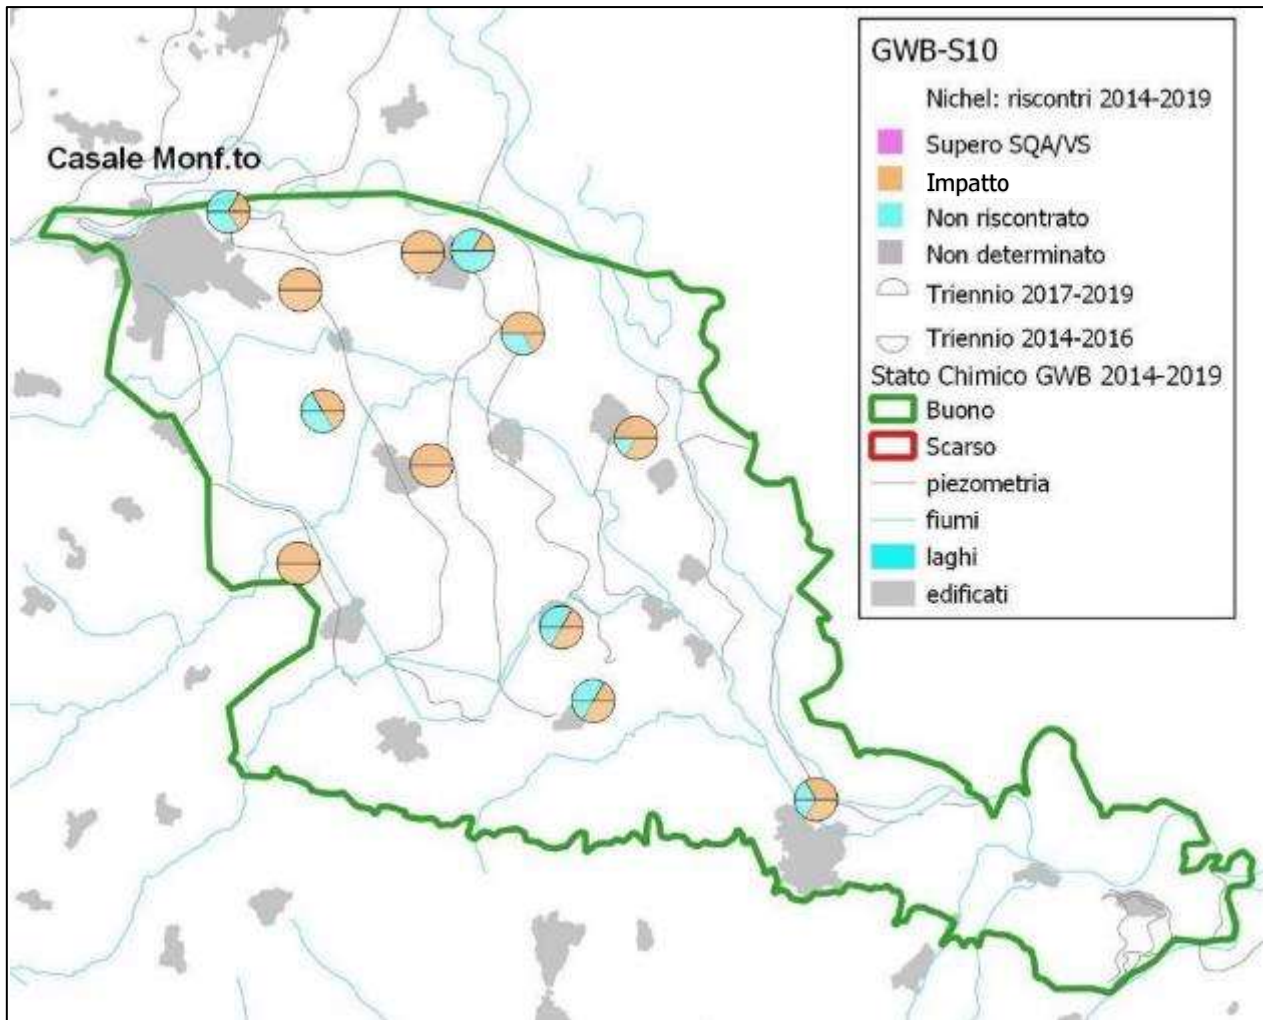 Casale Monf.to
GWB-S10
Nichel: riscontri 2014-2019
Supero SQA/VS
Impatto
Non riscontrato
Non determinato
Triennio 2017-2019
Triennio 2014-2016
Stato Chimico GWB 2014-2019
Buono
Scarso
piezometria
fiumi
laghi
edificati